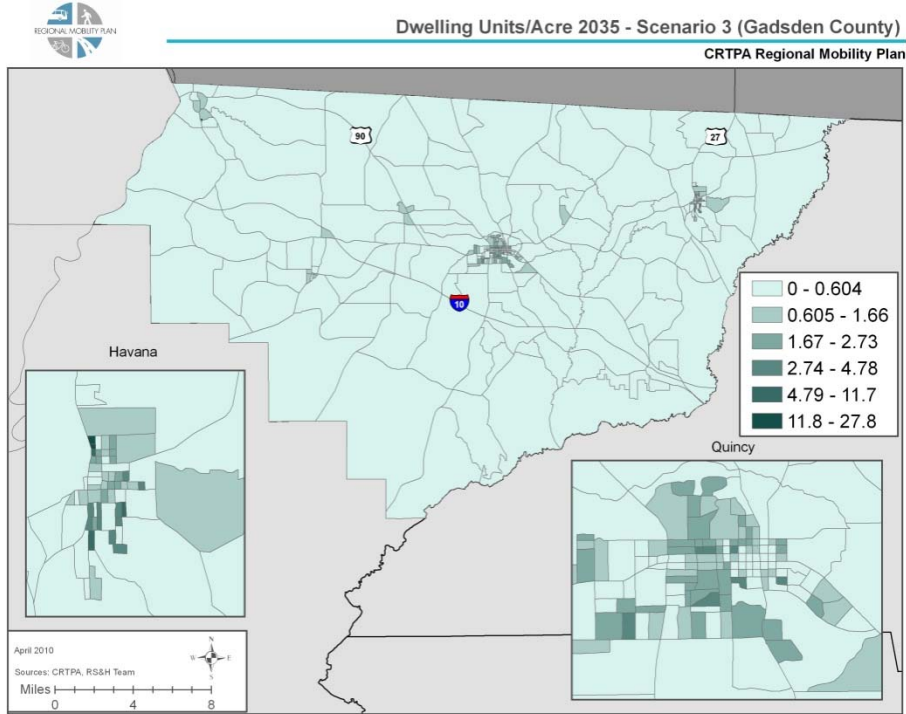 REGIONAL MOBILITY PLAN
Dwelling Units/Acre 2035 - Scenario 3 (Gadsden County)
CRTPA Regional Mobility Plan
90
27
10
0 - 0.604
0.605 - 1.66
1.67 - 2.73
2.74 - 4.78
4.79 - 11.7
11.8 - 27.8
Havana
Quincy
April 2010
Sources: CRTPA, RS&H Team
N
W E
S
Miles
0 4 8